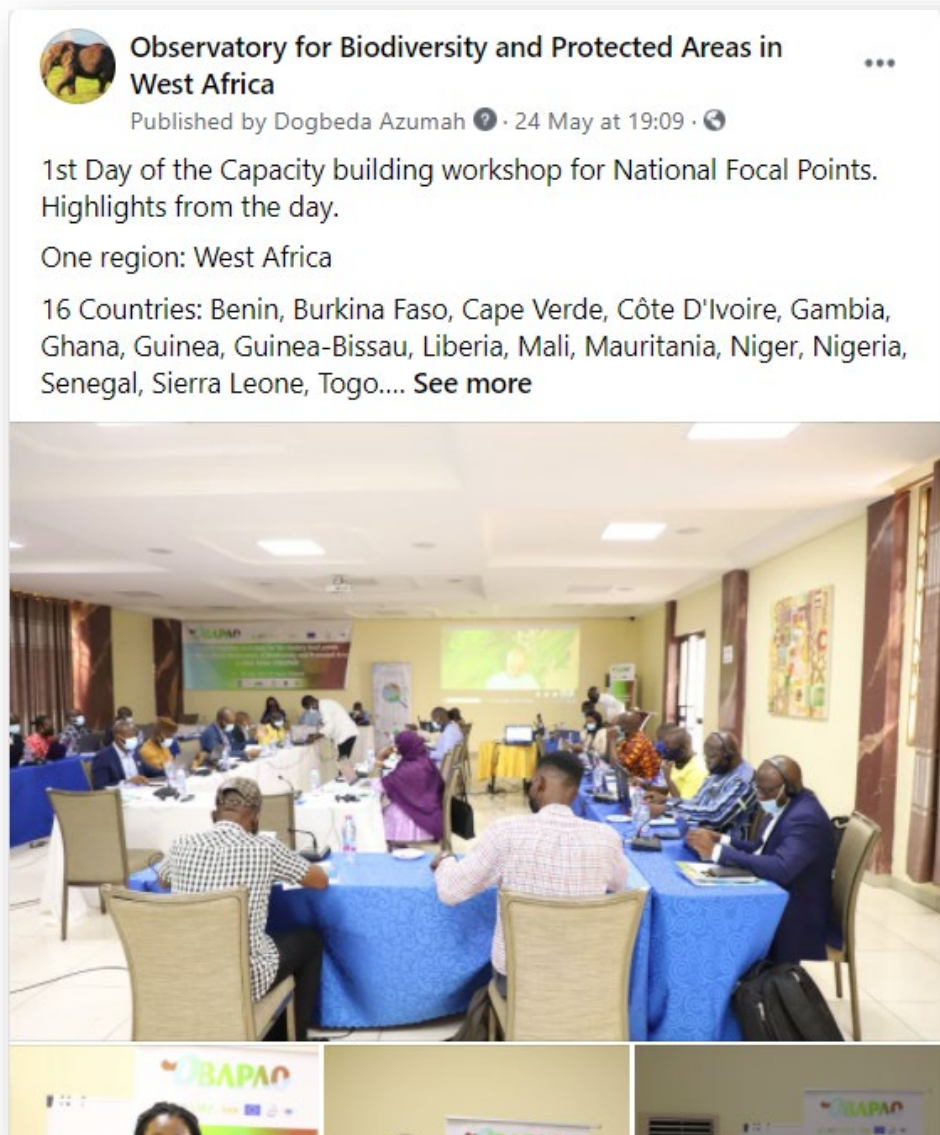 Observatory for Biodiversity and Protected Areas in
West Africa
Published by Dogbeda Azumah · 24 May at 19:09 ·
1st Day of the Capacity building workshop for National Focal Points.
Highlights from the day.
One region: West Africa
16 Countries: Benin, Burkina Faso, Cape Verde, Côte D'Ivoire, Gambia,
Ghana, Guinea, Guinea-Bissau, Liberia, Mali, Mauritania, Niger, Nigeria,
Senegal, Sierra Leone, Togo.... See more
OBAPAO
OBAPAO
OBAPAO